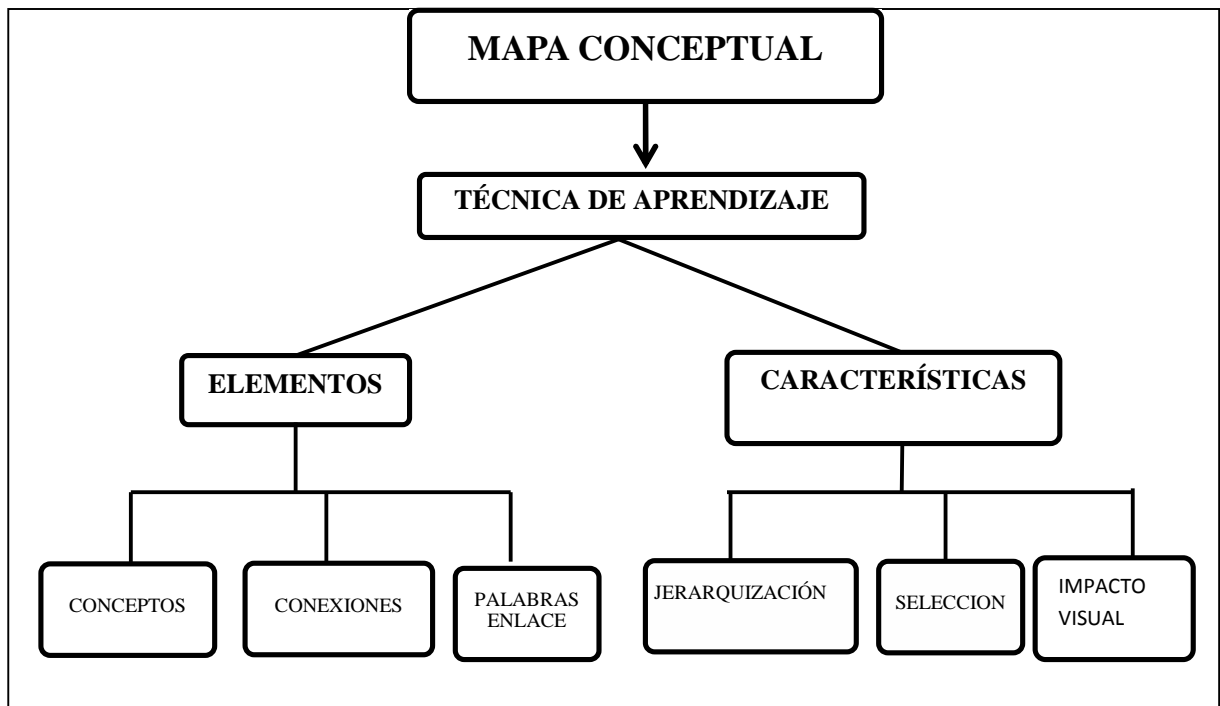 MAPA CONCEPTUAL
TÉCNICA DE APRENDIZAJE
ELEMENTOS
CARACTERÍSTICAS
CONCEPTOS
CONEXIONES
PALABRAS
ENLACE
JERARQUIZACIÓN
SELECCION
IMPACTO
VISUAL